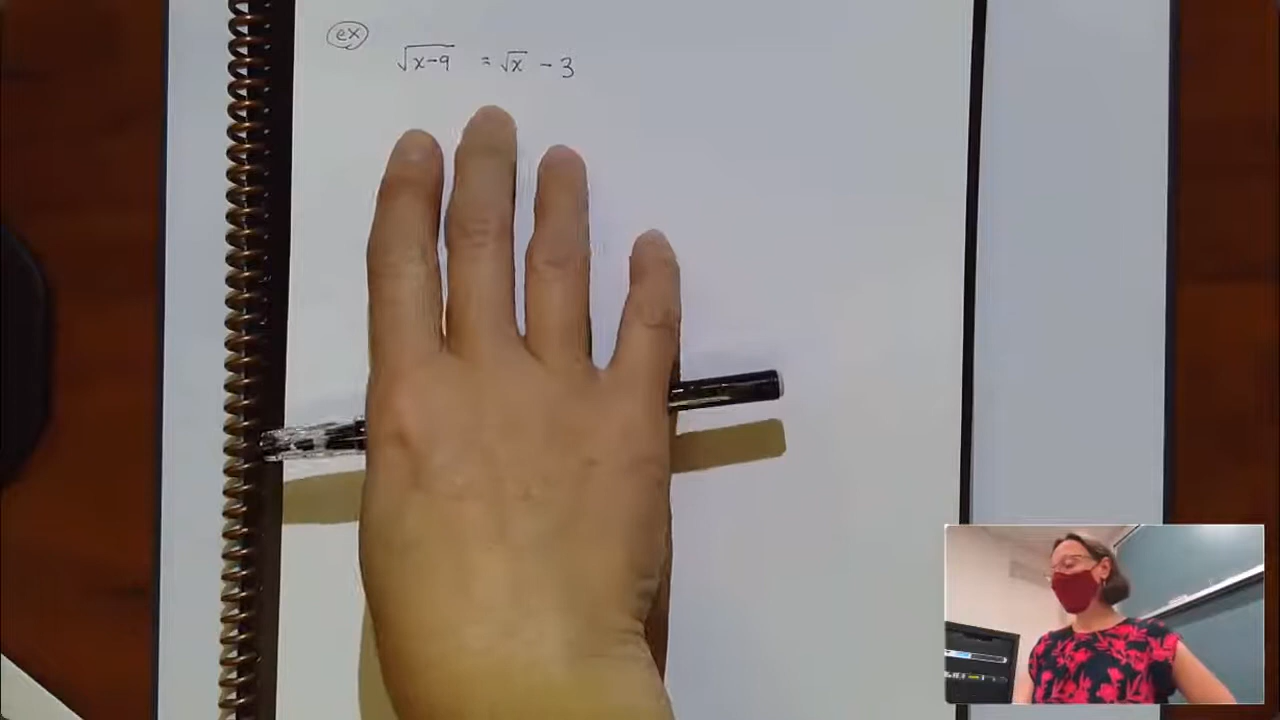 ex
√x-9 = √x - 3